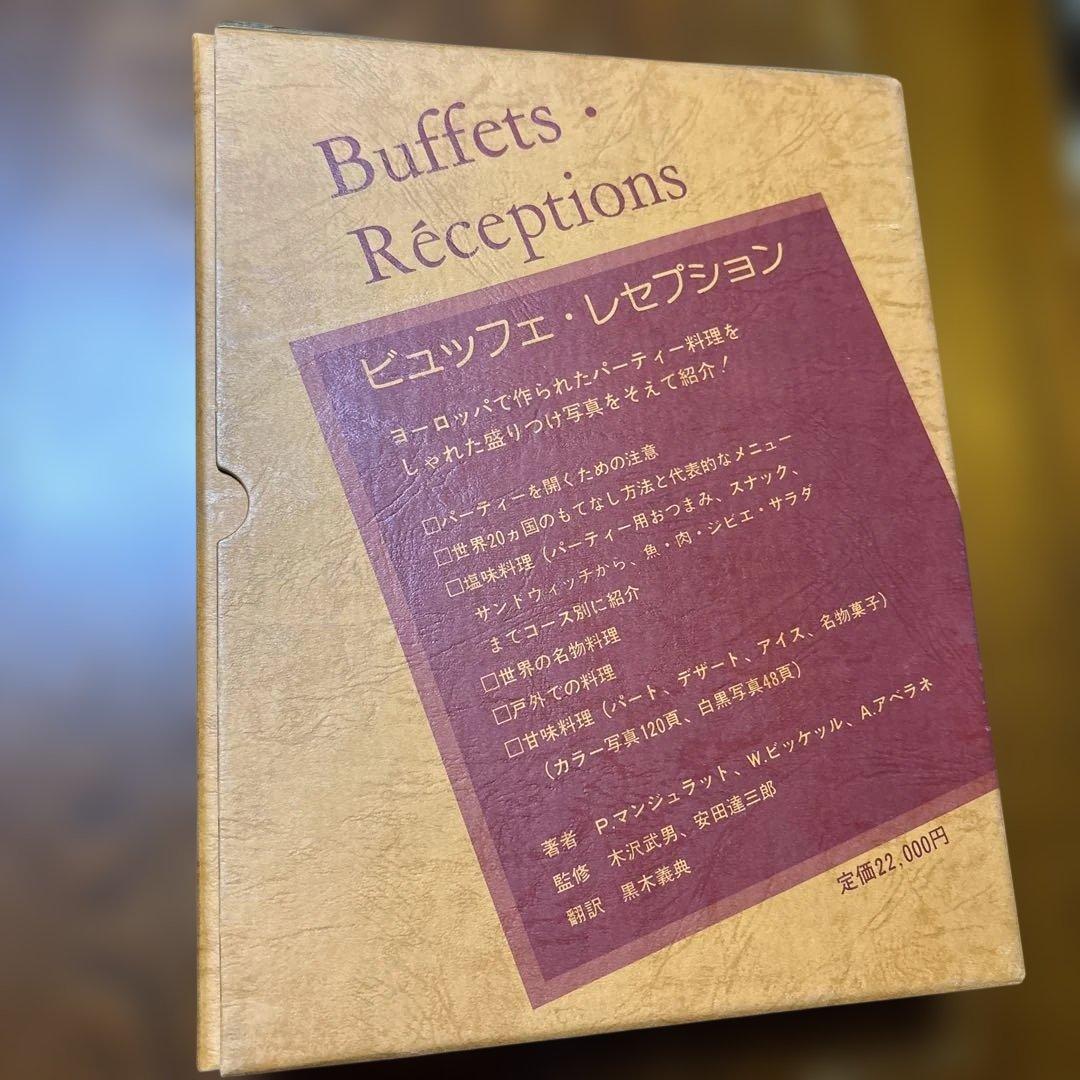 Buffets・
Réceptions
ビュッフェ・レセプション
ヨーロッパで作られたパーティー料理を
しゃれた盛りつけ写真をそえて紹介!
□パーティーを開くための注意
□世界20ヵ国のもてなし方法と代表的なメニュー
□塩味料理(パーティー用おつまみ、スナック、
サンドウィッチから、魚・肉・ジビエ・サラダ
までコース別に紹介
□世界の名物料理
□戸外での料理
□甘味料理(パート、デザート、アイス、名物菓子)
(カラー写真120頁、白黒写真48頁)
著者 P.マンジュラット、W.ビッケッル、A.アベラネ
監修 木沢武男、安田達三郎
翻訳 黒木義典
定価22,000円